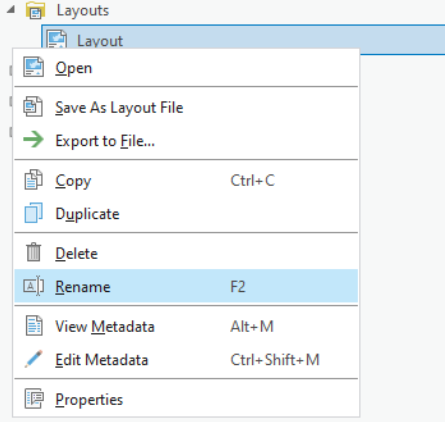 Layouts
Layout
Open
Save As Layout File
Export to File...
Copy Ctrl+C
Duplicate
Delete
Rename F2
View Metadata Alt+M
Edit Metadata Ctrl+Shift+M
Properties